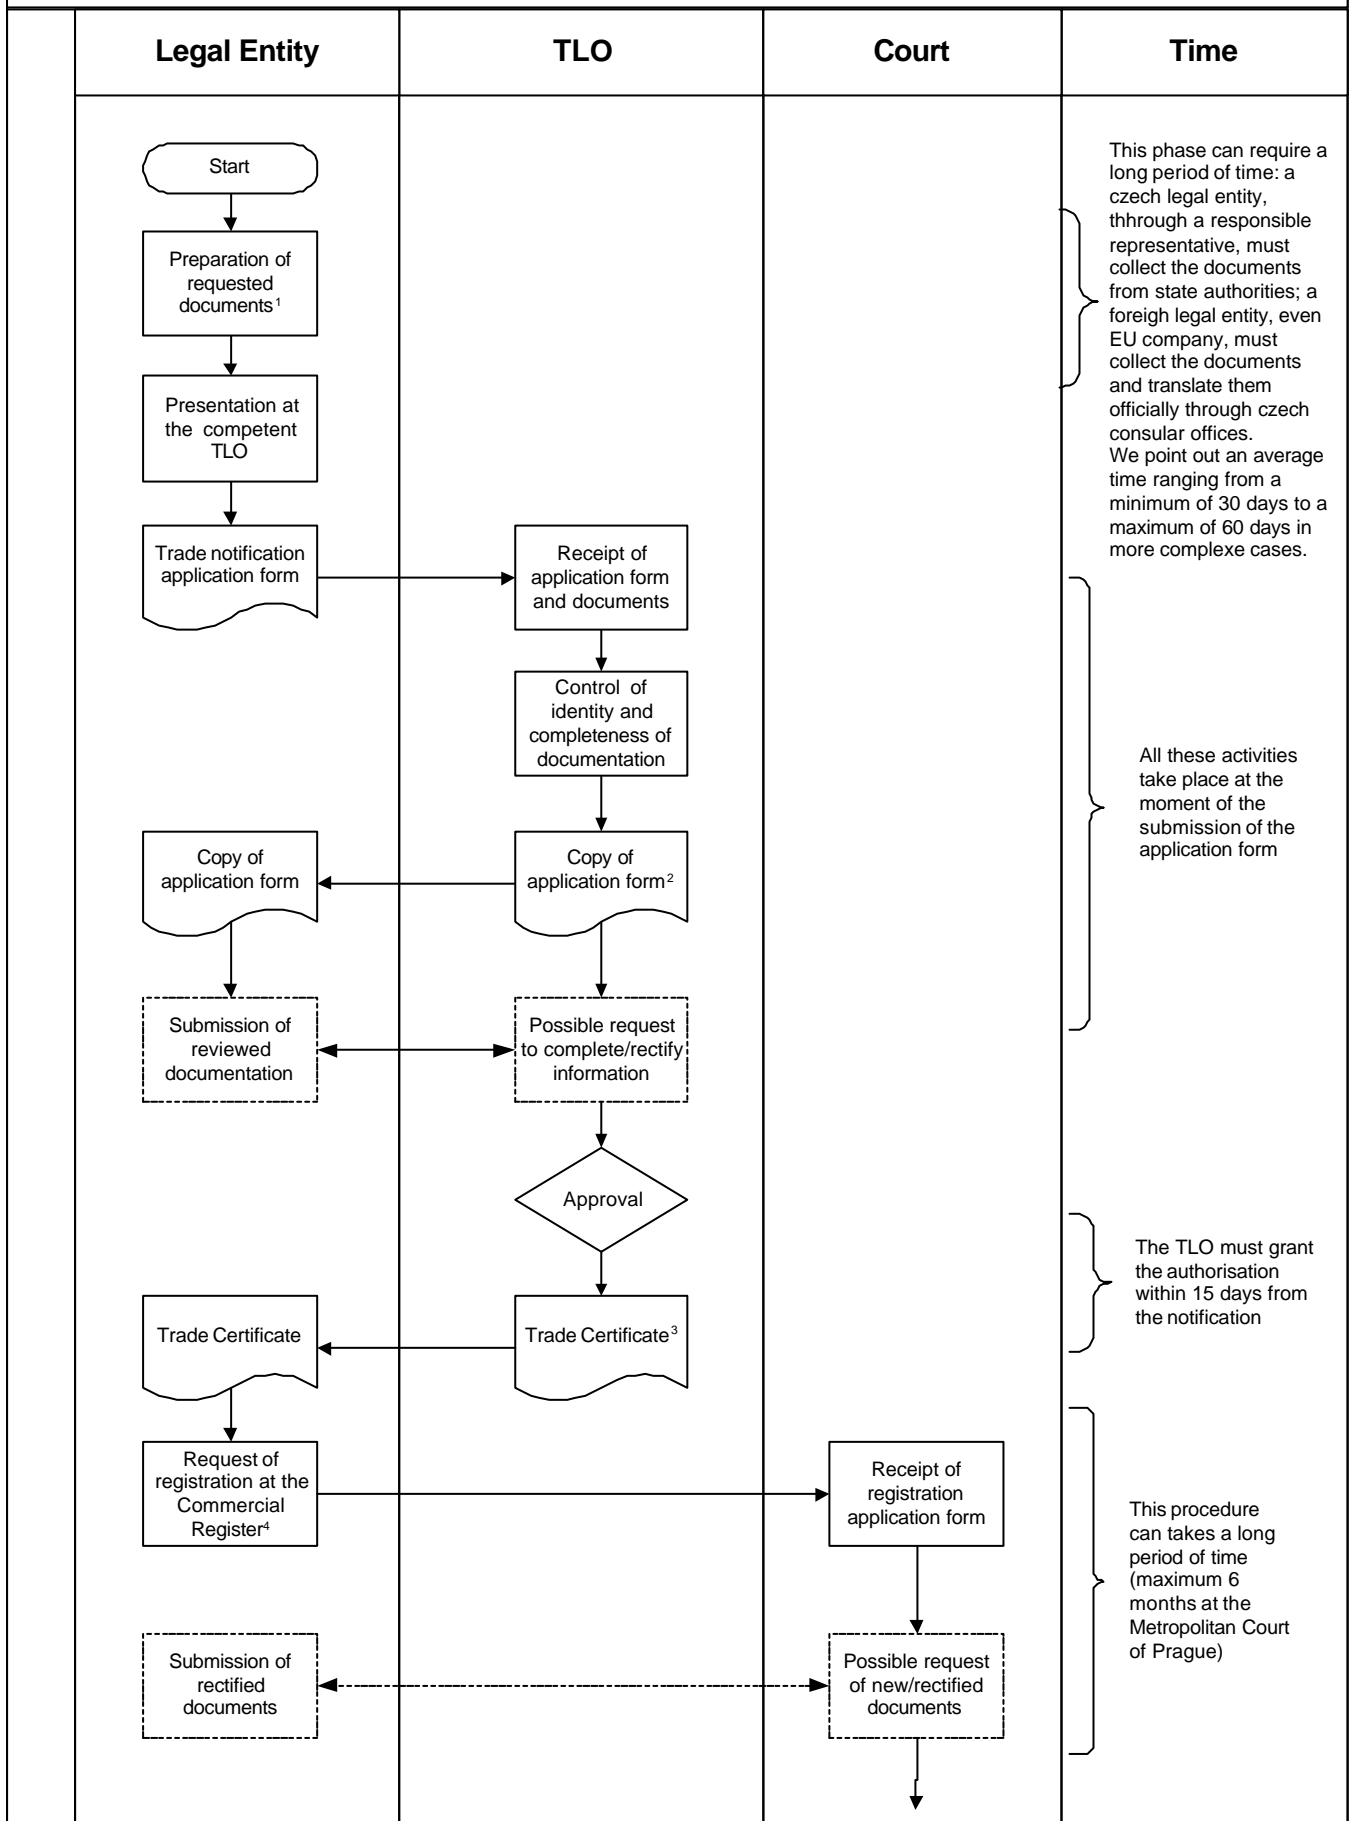 Legal Entity
TLO
Court
Time
Start
Preparation of
requested
documents1
Presentation at
the competent
TLO
Trade notification
application form
Receipt of
application form
and documents
Control of
identity and
completeness of
documentation
Copy of
application form
Copy of
application form2
Submission of
reviewed
documentation
Possible request
to complete/rectify
information
Approval
Trade Certificate
Trade Certificate3
Request of
registration at the
Commercial
Register4
Receipt of
registration
application form
Submission of
rectified
documents
Possible request
of new/rectified
documents
This phase can require a
long period of time: a
czech legal entity,
thhrough a responsible
representative, must
collect the documents
from state authorities; a
foreigh legal entity, even
EU company, must
collect the documents
and translate them
officially through czech
consular offices.
We point out an average
time ranging from a
minimum of 30 days to a
maximum of 60 days in
more complexe cases.
All these activities
take place at the
moment of the
submission of the
application form
The TLO must grant
the authorisation
within 15 days from
the notification
This procedure
can takes a long
period of time
(maximum 6
months at the
Metropolitan Court
of Prague)